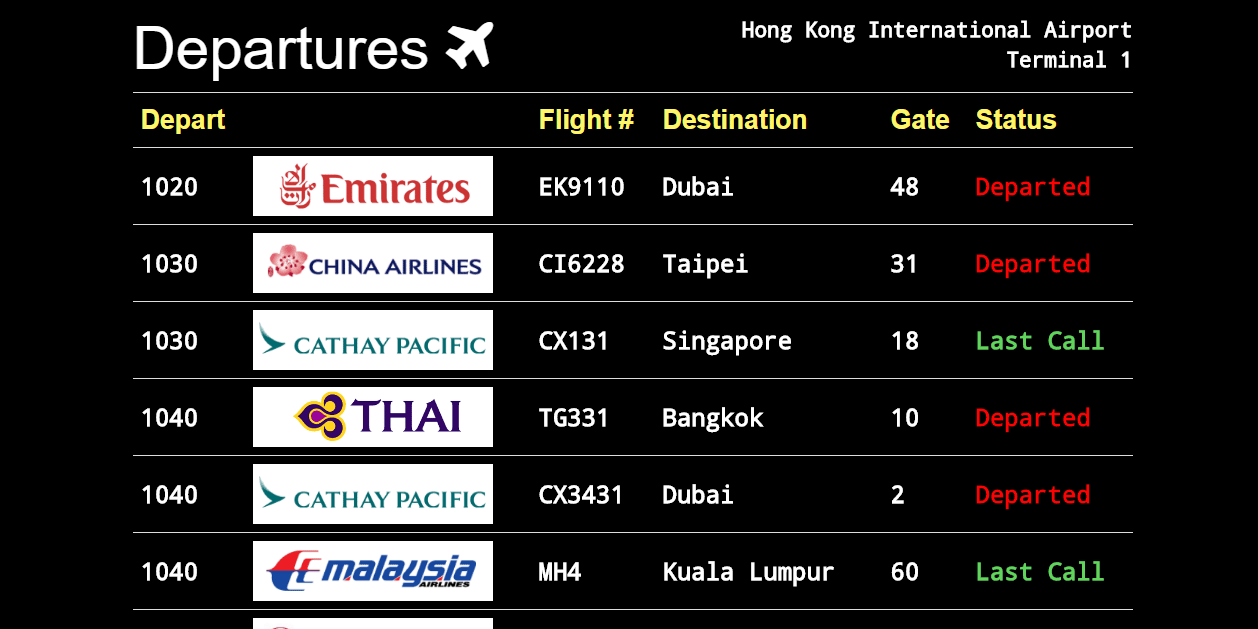 Departures
Hong Kong International Airport
Terminal 1
Depart Flight # Destination Gate Status
1020 Emirates EK9110 Dubai 48 Departed
1030 CHINA AIRLINES CI6228 Taipei 31 Departed
1030 CATHAY PACIFIC CX131 Singapore 18 Last Call
1040 THAI TG331 Bangkok 10 Departed
1040 CATHAY PACIFIC CX3431 Dubai 2 Departed
1040 malaysia AIRLINES MH4 Kuala Lumpur 60 Last Call